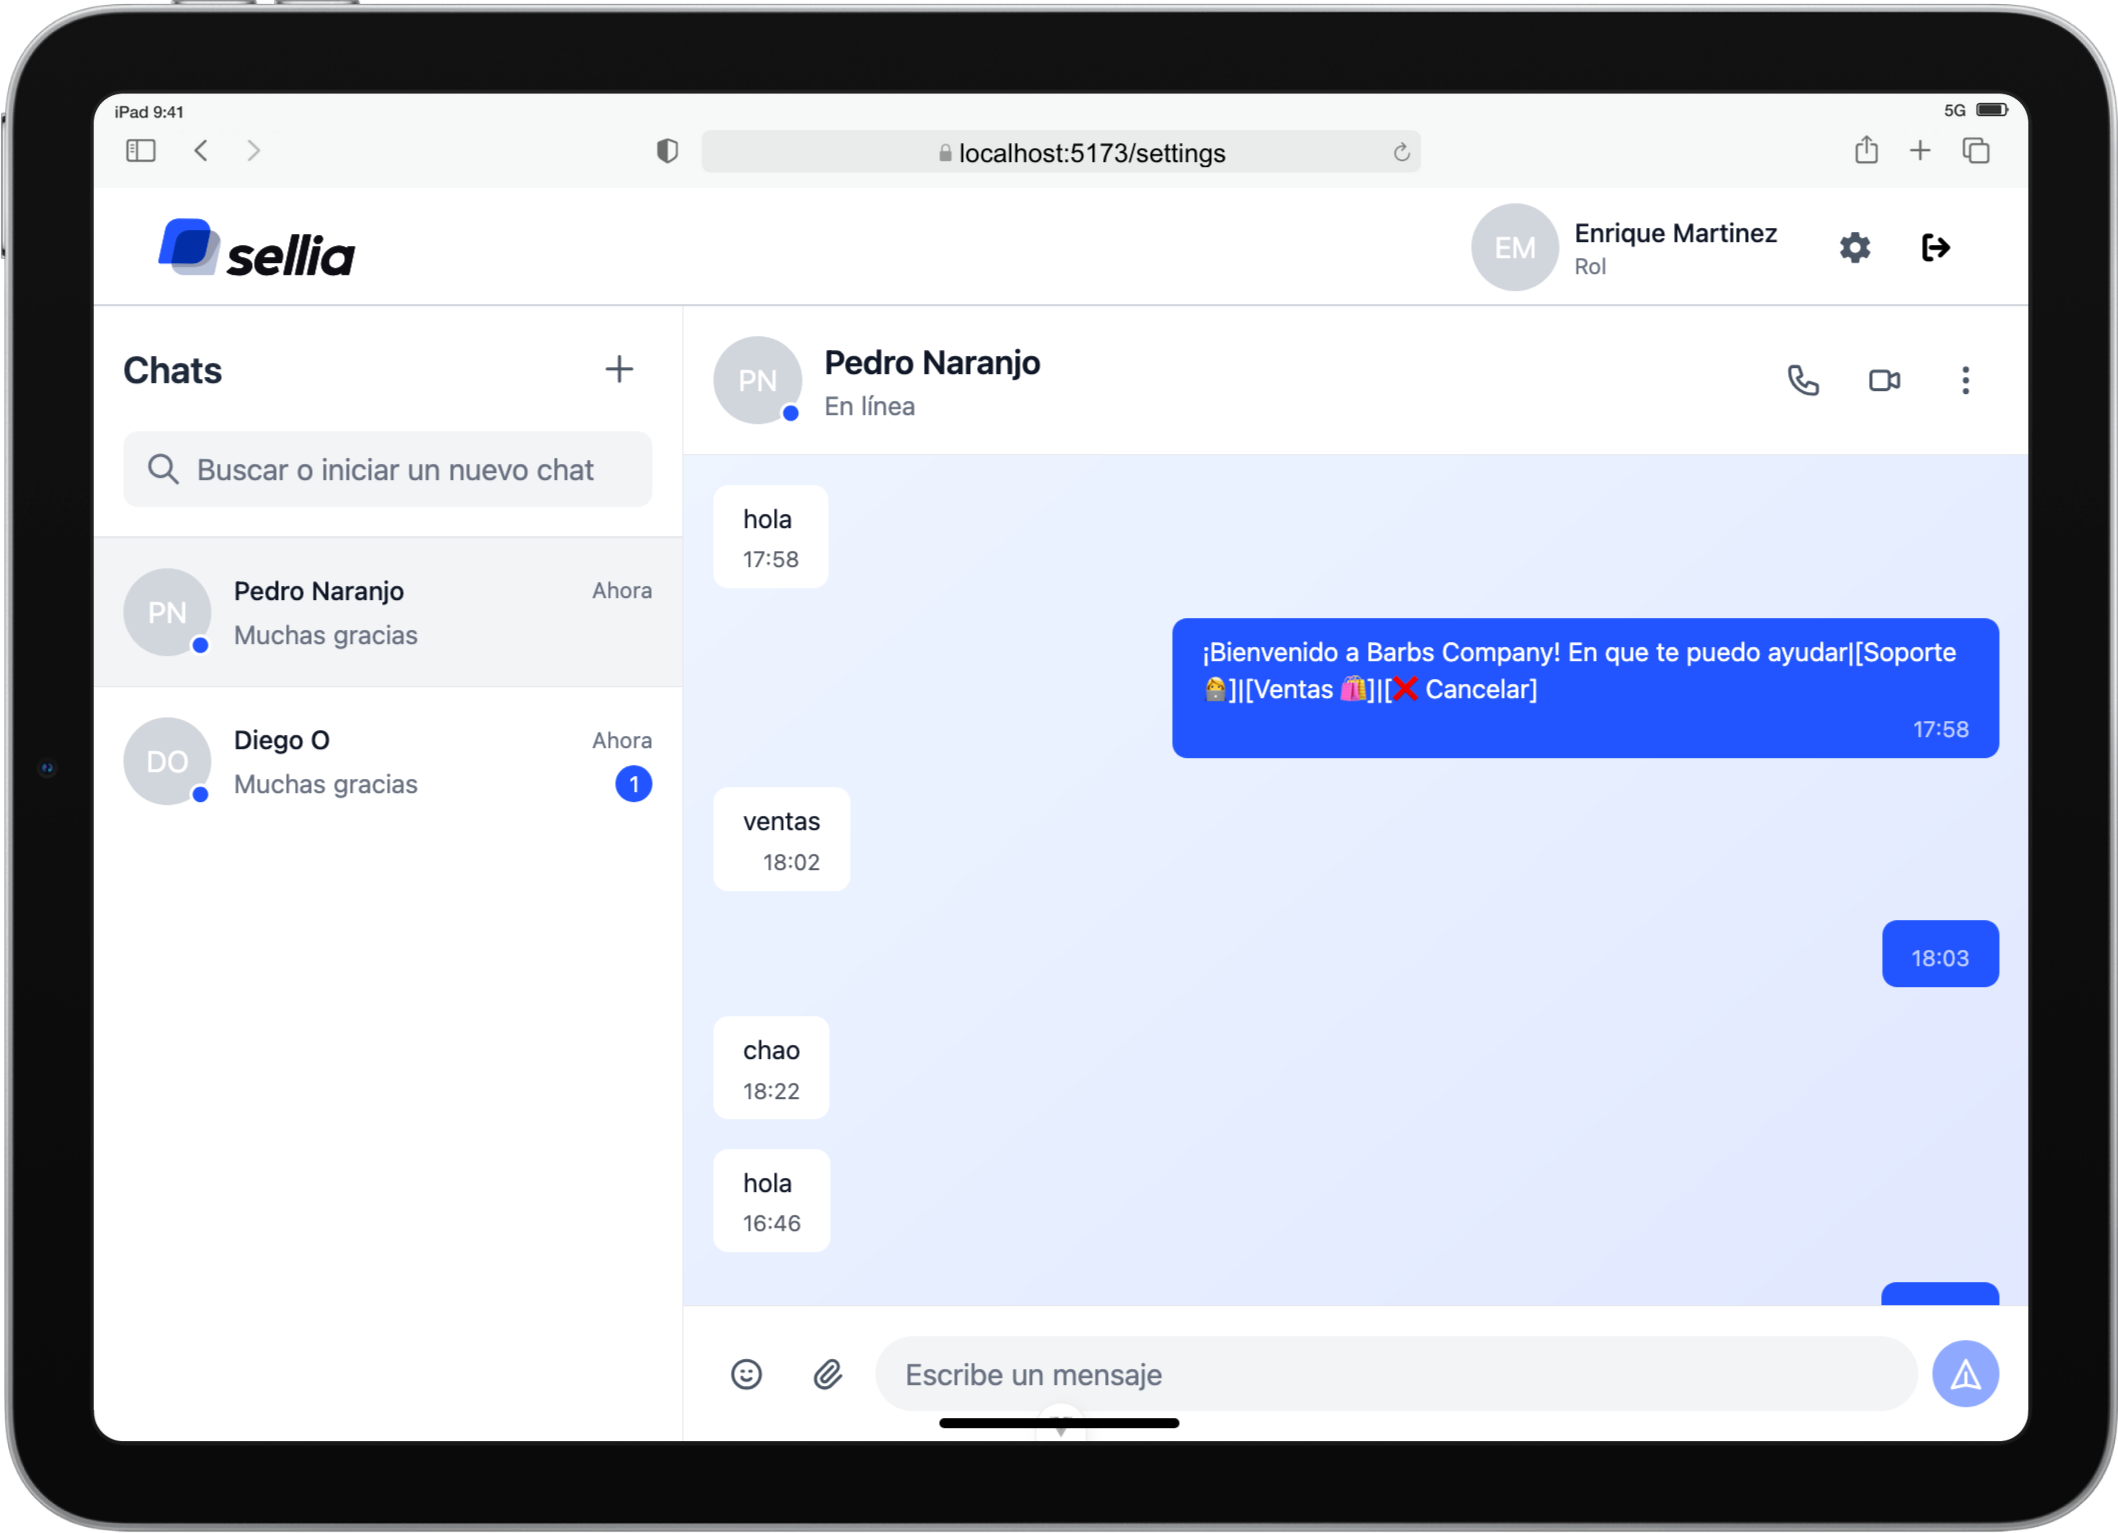 iPad 9:41
5G
localhost:5173/settings
sellia
EM
Enrique Martinez
Rol
Chats
Buscar o iniciar un nuevo chat
PN
Pedro Naranjo
Ahora
Muchas gracias
DO
Diego O
Ahora
Muchas gracias
1
PN
Pedro Naranjo
En línea
hola
17:58
¡Bienvenido a Barbs Company! En que te puedo ayudar|[Soporte
👩‍💻]|[Ventas 🛍️]|[❌ Cancelar]
17:58
ventas
18:02
18:03
chao
18:22
hola
16:46
Escribe un mensaje